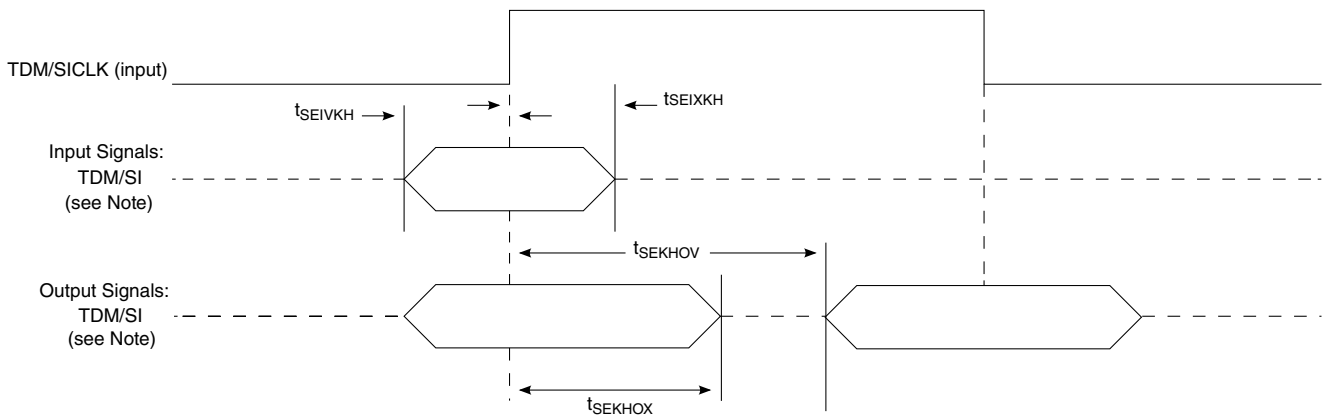 TDM/SICLK (input)
tSEIVKH
tSEIXKH
Input Signals:
TDM/SI
(see Note)
tSEKHOV
Output Signals:
TDM/SI
(see Note)
tSEKHOX